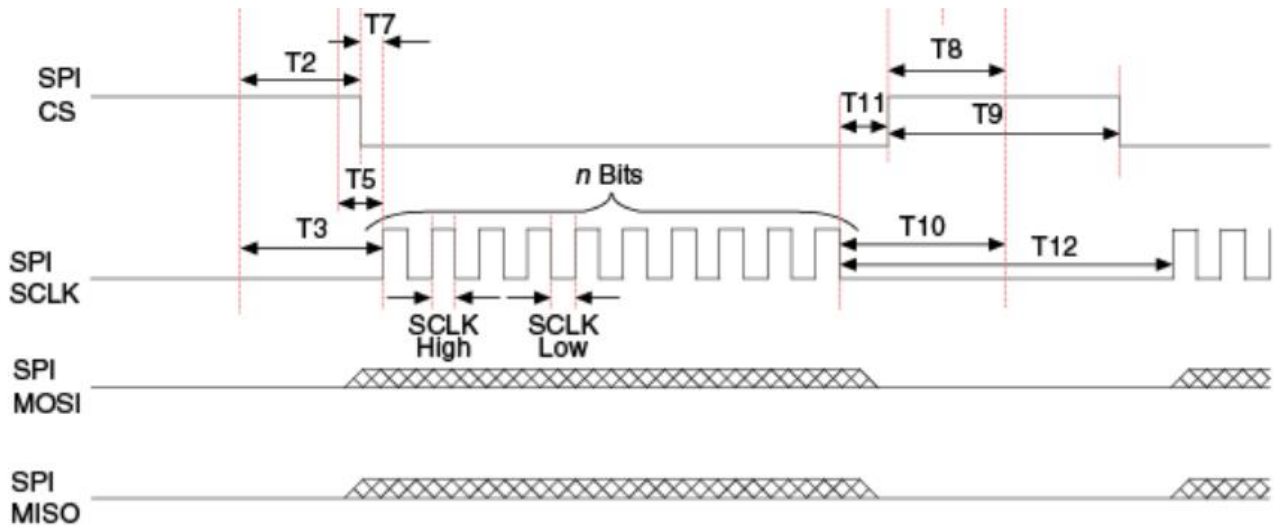 T7
T2
T8
SPI
CS
T11
T9
T5
n Bits
T3
T10
T12
SPI
SCLK
SCLK
High
SCLK
Low
SPI
MOSI
SPI
MISO